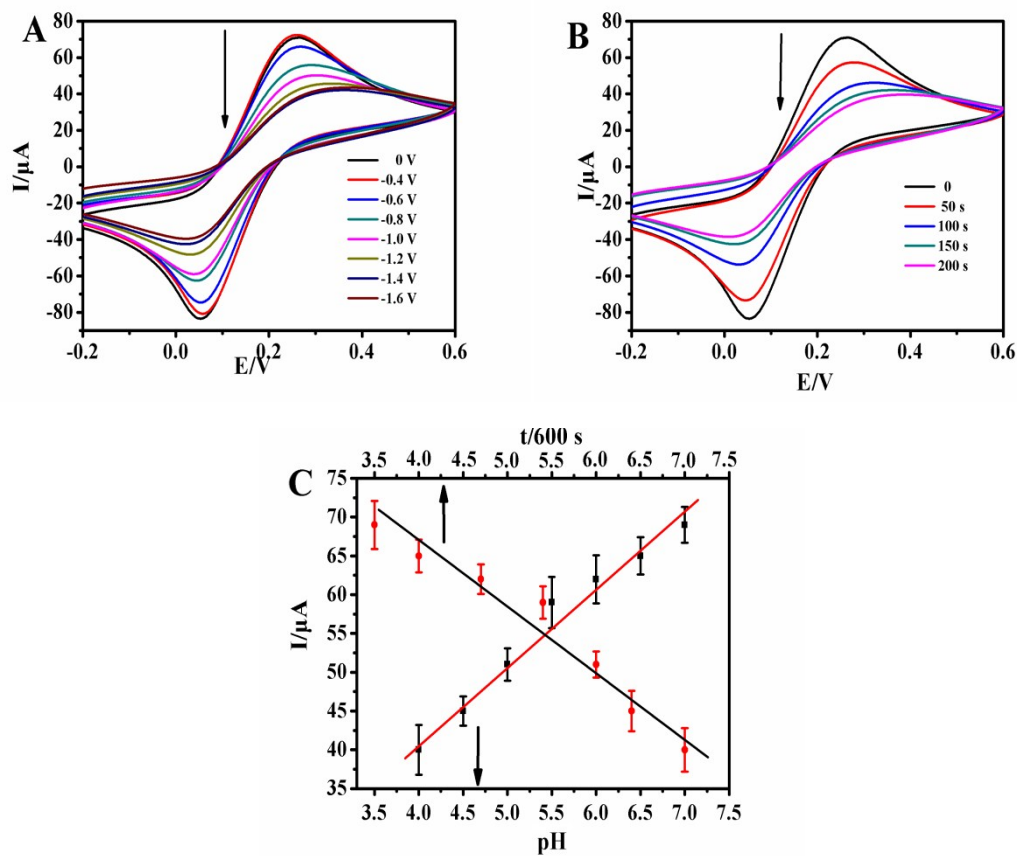 A
80
60
40
20
0
-20
-40
-60
-80
I/μA
0 V
-0.4 V
-0.6 V
-0.8 V
-1.0 V
-1.2 V
-1.4 V
-1.6 V
-0.2 0.0 0.2 0.4 0.6
E/V
B
80
60
40
20
0
-20
-40
-60
-80
I/μA
0
50 s
100 s
150 s
200 s
-0.2 0.0 0.2 0.4 0.6
E/V
t/600 s
3.5 4.0 4.5 5.0 5.5 6.0 6.5 7.0 7.5
C
75
70
65
60
55
50
45
40
35
I/μA
3.5 4.0 4.5 5.0 5.5 6.0 6.5 7.0 7.5
pH